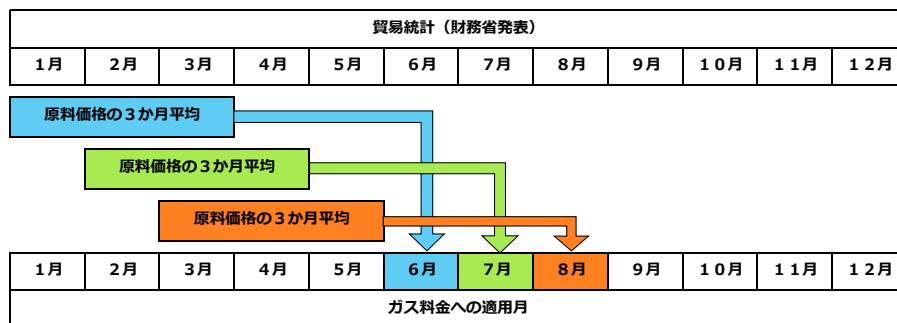 貿易統計（財務省発表）
１月 ２月 ３月 ４月 ５月 ６月 ７月 ８月 ９月 １０月 １１月 １２月
原料価格の３か月平均
原料価格の３か月平均
原料価格の３か月平均
１月 ２月 ３月 ４月 ５月 ６月 ７月 ８月 ９月 １０月 １１月 １２月
ガス料金への適用月